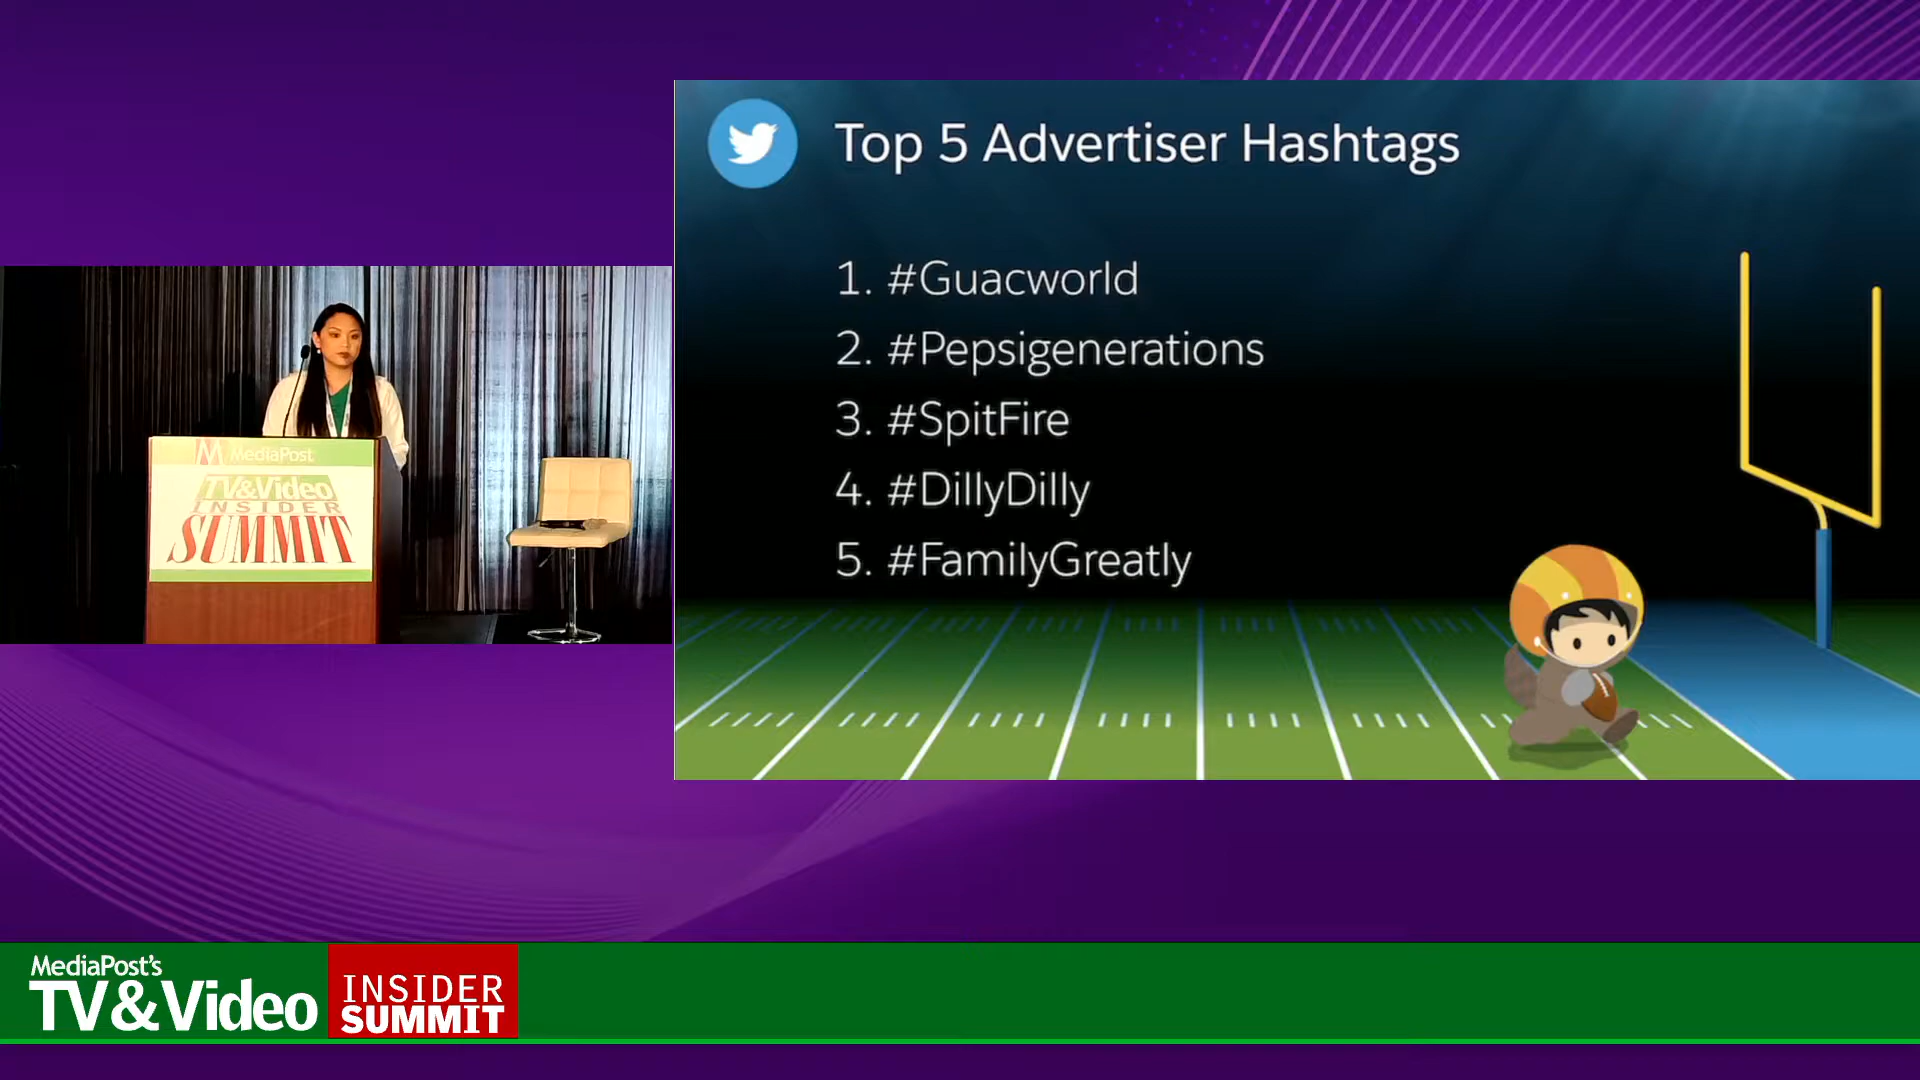 Top 5 Advertiser Hashtags
1. #Guacworld
2. #Pepsigenerations
3. #SpitFire
4. #DillyDilly
5. #FamilyGreatly
M MediaPost
TV&Video
INSIDER
SUMMIT
MediaPost's
TV&Video
INSIDER
SUMMIT